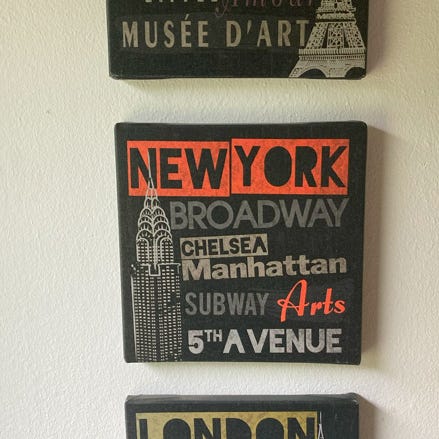 MUSÉE D'ART
NEW YORK
BROADWAY
CHELSEA
Manhattan
SUBWAY Arts
5TH AVENUE
LONDON